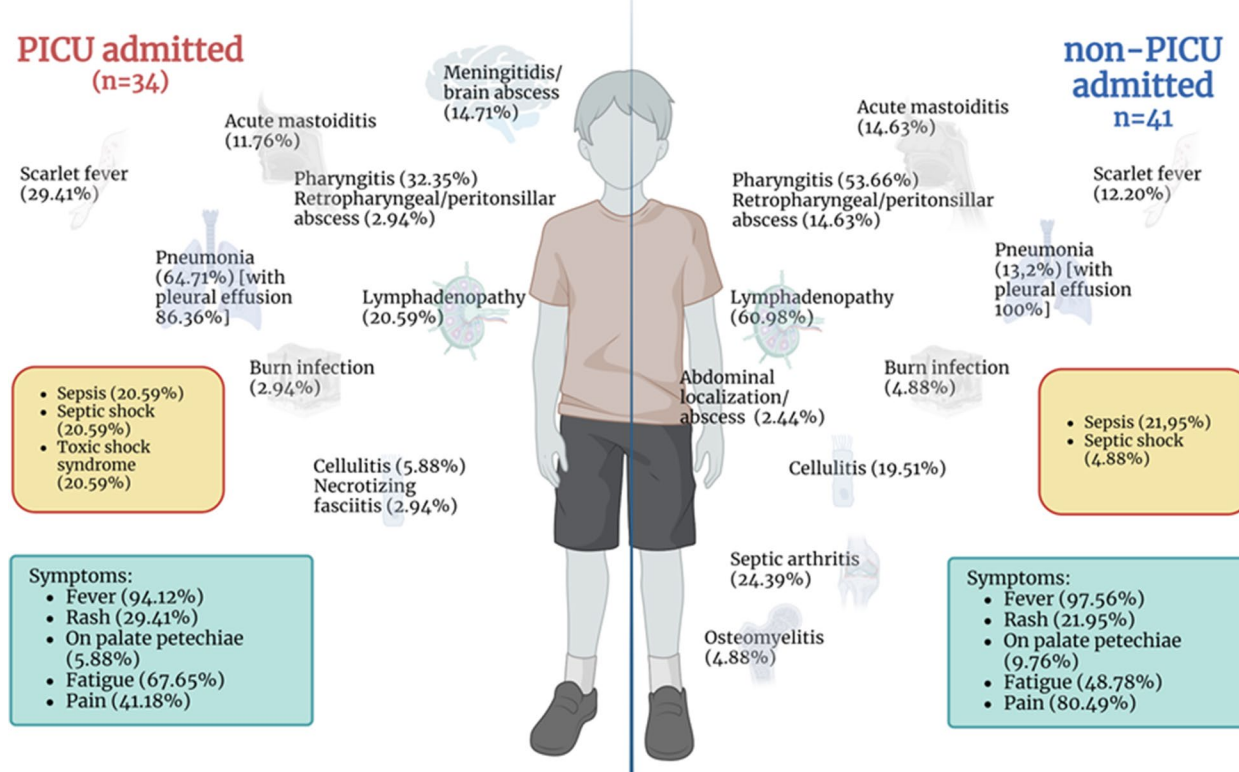 PICU admitted
(n=34)
Meningitidis/
brain abscess
(14.71%)
Acute mastoiditis
(11.76%)
Scarlet fever
(29.41%)
Pharyngitis (32.35%)
Retropharyngeal/peritonsillar
abscess (2.94%)
Pneumonia
(64.71%) [with
pleural effusion
86.36%]
Lymphadenopathy
(20.59%)
Burn infection
(2.94%)
• Sepsis (20.59%)
• Septic shock
(20.59%)
• Toxic shock
syndrome
(20.59%)
Cellulitis (5.88%)
Necrotizing
fasciitis (2.94%)
Symptoms:
• Fever (94.12%)
• Rash (29.41%)
• On palate petechiae
(5.88%)
• Fatigue (67.65%)
• Pain (41.18%)
non-PICU
admitted
n=41
Acute mastoiditis
(14.63%)
Scarlet fever
(12.20%)
Pharyngitis (53.66%)
Retropharyngeal/peritonsillar
abscess (14.63%)
Pneumonia
(13,2%) [with
pleural effusion
100%]
Lymphadenopathy
(60.98%)
Burn infection
(4.88%)
Abdominal
localization/
abscess (2.44%)
• Sepsis (21,95%)
• Septic shock
(4.88%)
Cellulitis (19.51%)
Septic arthritis
(24.39%)
Osteomyelitis
(4.88%)
Symptoms:
• Fever (97.56%)
• Rash (21.95%)
• On palate petechiae
(9.76%)
• Fatigue (48.78%)
• Pain (80.49%)